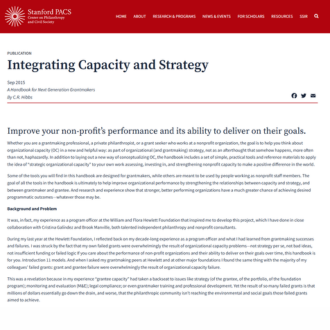 Stanford PACS
Center on Philanthropy
and Civil Society
HOME ABOUT RESEARCH & PROGRAMS NEWS & EVENTS FOR SCHOLARS RESOURCES SSIR
PUBLICATION
Integrating Capacity and Strategy
Sep 2015
A Handbook for Next Generation Grantmakers
By C.R. Hibbs
Improve your non-profit's performance and its ability to deliver on their goals.
Whether you are a grantmaking professional, a private philanthropist, or a grant seeker who works at a nonprofit organization, the goal is to help you think about
organizational capacity (OC) in a new and helpful way: as part of organizational (and grantmaking) strategy, not as an afterthought that somehow happens, more often
than not, haphazardly. In addition to laying out a new way of conceptualizing OC, the handbook includes a set of simple, practical tools and reference materials to apply
the idea of "strategic organizational capacity" to your own work assessing, investing in, and strengthening nonprofit capacity to make a positive difference in the world.
Some of the tools you will find in this handbook are designed for grantmakers, while others are meant to be used by people working as nonprofit staff members. The
goal of all the tools in the handbook is ultimately to help improve organizational performance by strengthening the relationships between capacity and strategy, and
between grantmaker and grantee. And research and experience show that stronger, better performing organizations have a much greater chance of achieving desired
programmatic outcomes—whatever those may be.
Background and Problem
It was, in fact, my experience as a program officer at the William and Flora Hewlett Foundation that inspired me to develop this project, which I have done in close
collaboration with Cristina Galíndez and Brook Merville, both talented independent philanthropy and nonprofit consultants.
During my last year at the Hewlett Foundation, I reflected back on my decade-long experience as a program officer and what I had learned from grantmaking successes
and failures. I was struck by the fact that my own failed grants were overwhelmingly the result of organizational capacity problems—not strategy per se, not bad ideas,
not insufficient funding or failed logic If you care about the performance of non-profit organizations and their ability to deliver on their goals over time, this handbook is
for you. Introduction 11 models. And when I asked my grantmaking peers at Hewlett and at other major foundations I found the same thing with the majority of my
colleagues' failed grants: grant and grantee failure were overwhelmingly the result of organizational capacity failure.
This was a revelation because in my experience "grantee capacity" had taken a backseat to issues like strategy (of the grantee, of the portfolio, of the foundation
program); monitoring and evaluation (M&E); legal compliance; or even grantmaker training and professional development. Yet the result of so many failed grants is that
millions of dollars essentially go down the drain, and worse, that the philanthropic community isn't reaching the environmental and social goals those failed grants
aimed to achieve.